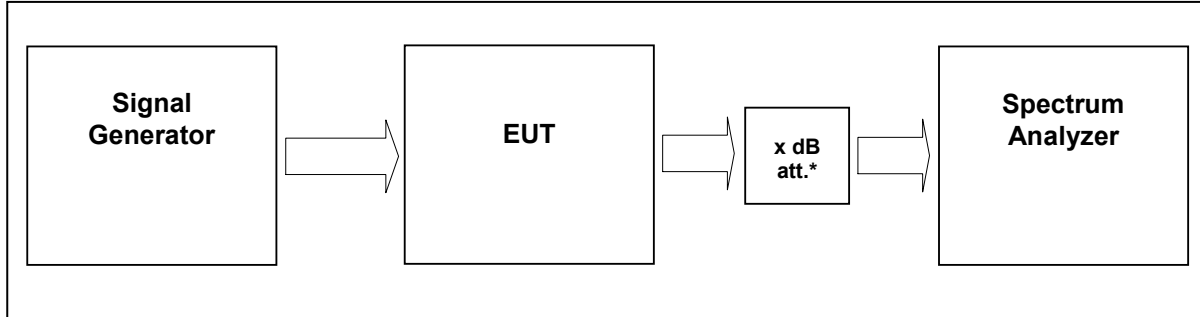 Signal
Generator
EUT
x dB
att.*
Spectrum
Analyzer